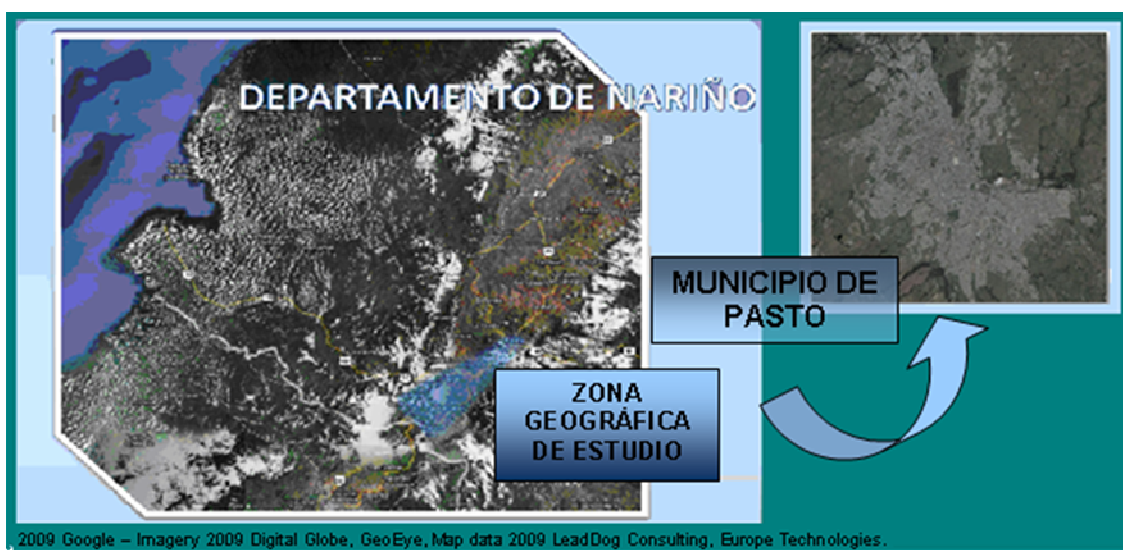 DEPARTAMENTO DE NARIÑO
MUNICIPIO DE
PASTO
ZONA
GEOGRÁFICA
DE ESTUDIO
2009 Google – Imagery 2009 Digital Globe, GeoEye, Map data 2009 LeadDog Consulting, Europe Technologies.